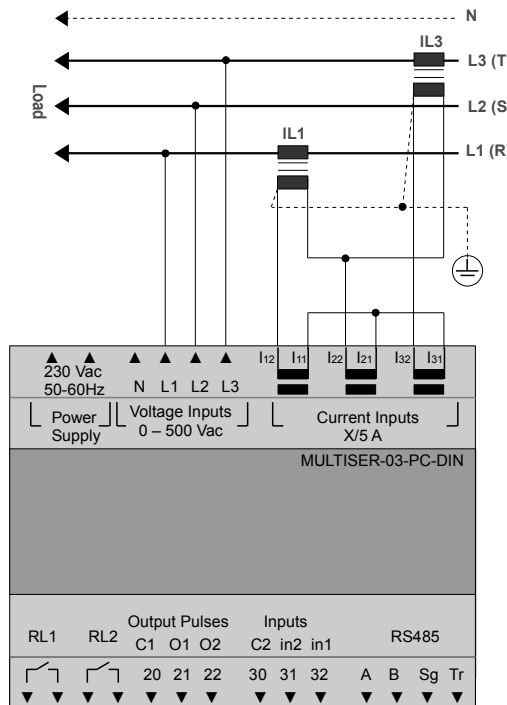 N
IL3
L3 (T
L2 (S
Load
IL1
L1 (R)
I12 I11 I22 I21 I32 I31
230 Vac
50-60Hz
N L1 L2 L3
Power
Supply
Voltage Inputs
0 – 500 Vac
Current Inputs
X/5 A
MULTISER-03-PC-DIN
Output Pulses Inputs
RL1 RL2 C1 O1 O2 C2 in2 in1 RS485
20 21 22 30 31 32 A B Sg Tr